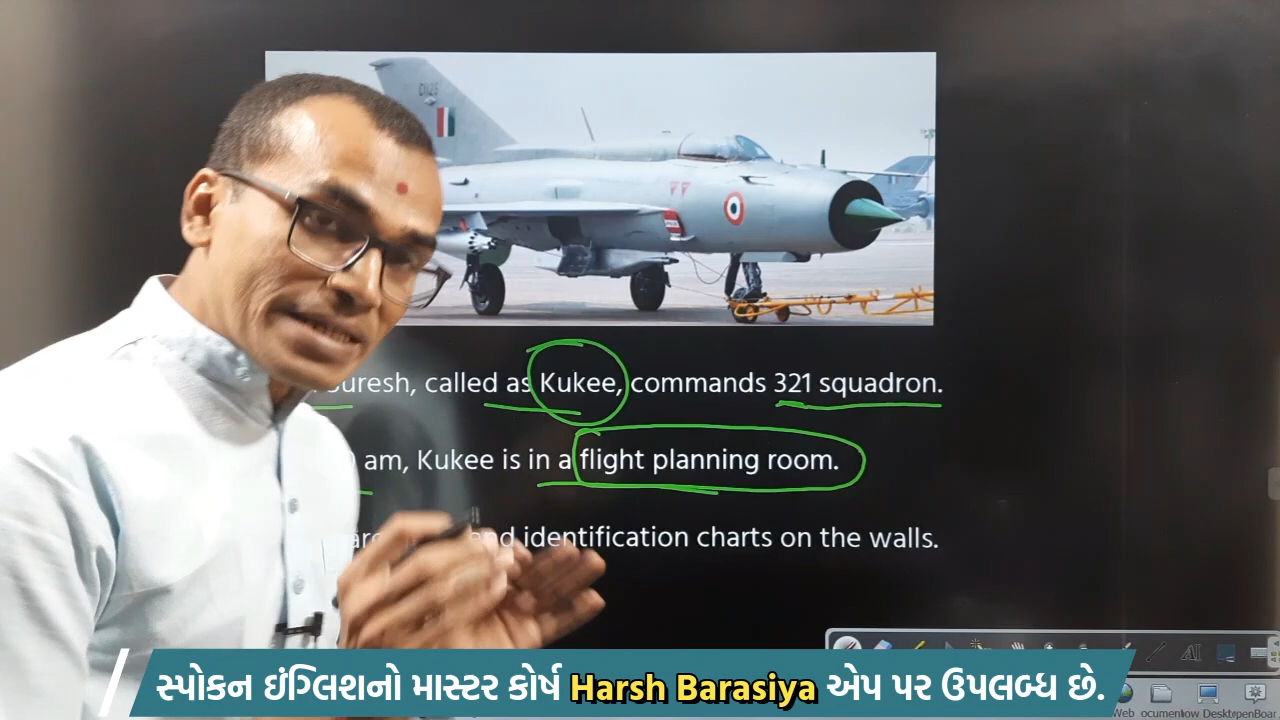 Suresh, called as Kukee, commands 321 squadron.
am, Kukee is in a flight planning room.
identification charts on the walls.
સ્પોકન ઇંગ્લિશનો માસ્ટર કોર્ષ Harsh Barasiya એપ પર ઉપલબ્ધ છે.